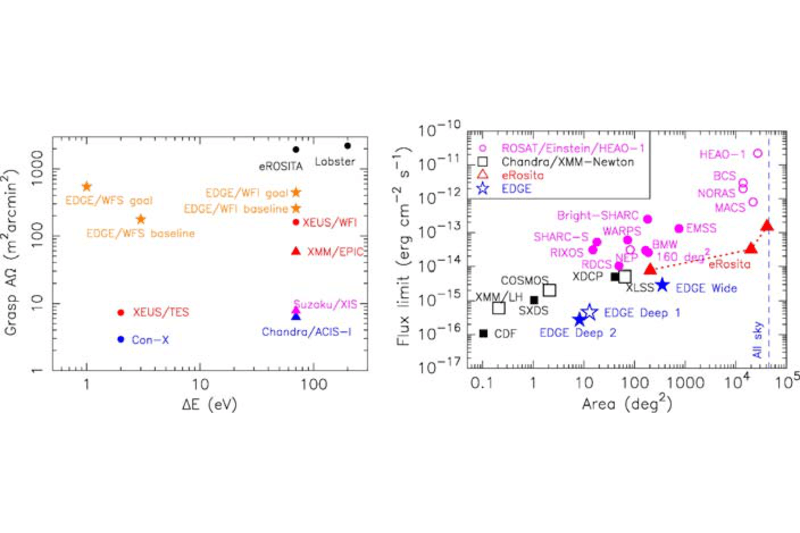 1000
100
10
1
1
10
100
Grasp AΩ (m²arcmin²)
ΔE (eV)
eROSITA
Lobster
EDGE/WFS goal
EDGE/WFI goal
EDGE/WFI baseline
EDGE/WFS baseline
XEUS/WFI
XMM/EPIC
Suzaku/XIS
XEUS/TES
Chandra/ACIS-I
Con-X
10⁻¹⁰
10⁻¹¹
10⁻¹²
10⁻¹³
10⁻¹⁴
10⁻¹⁵
10⁻¹⁶
10⁻¹⁷
0.1
1
10
100
1000
10⁴
10⁵
Flux limit (erg cm⁻² s⁻¹)
Area (deg²)
ROSAT/Einstein/HEAO-1
Chandra/XMM-Newton
eRosita
EDGE
HEAO-1
BCS
NORAS
MACS
Bright-SHARC
EMSS
WARPS
SHARC-S
BMW
RIXOS
NEP
160 deg²
RDCS
eRosita
XDCP
COSMOS
XLSS
EDGE Wide
XMM/LH
SXDS
EDGE Deep 1
CDF
EDGE Deep 2
All sky